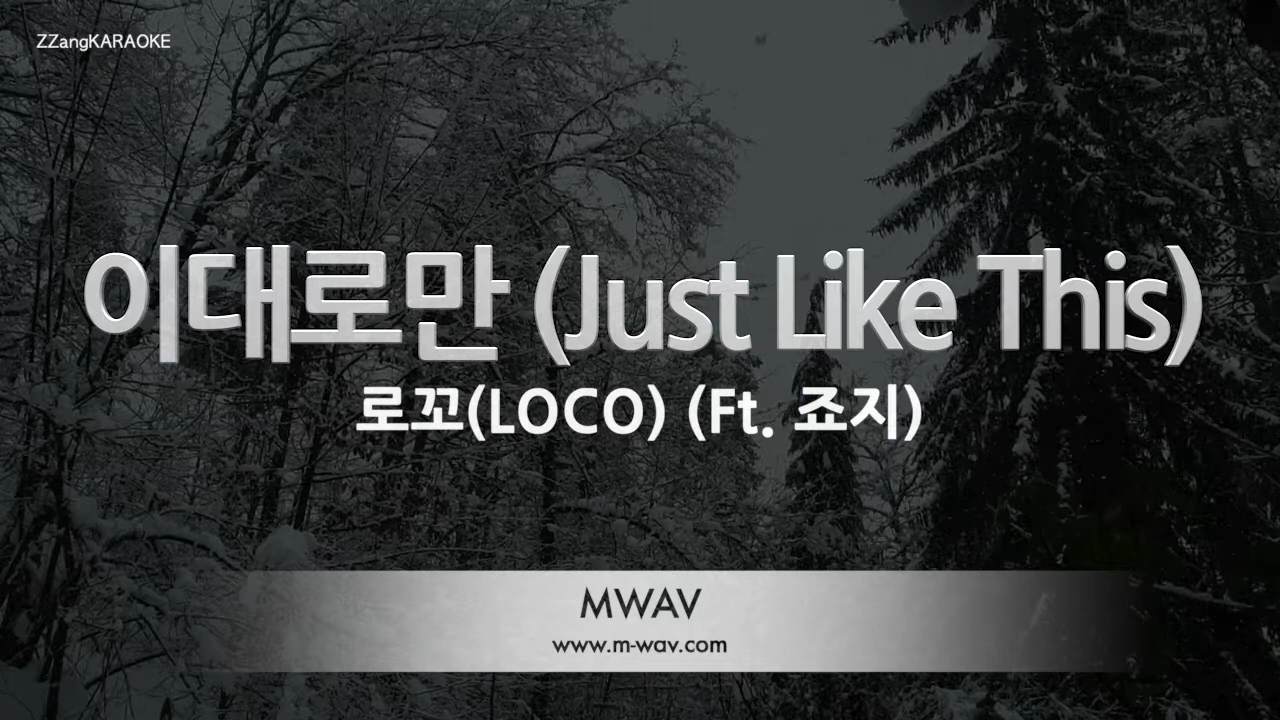 ZZangKARAOKE
이대로만 (Just Like This)
로꼬(LOCO) (Ft. 죠지)
MWAV
www.m-wav.com